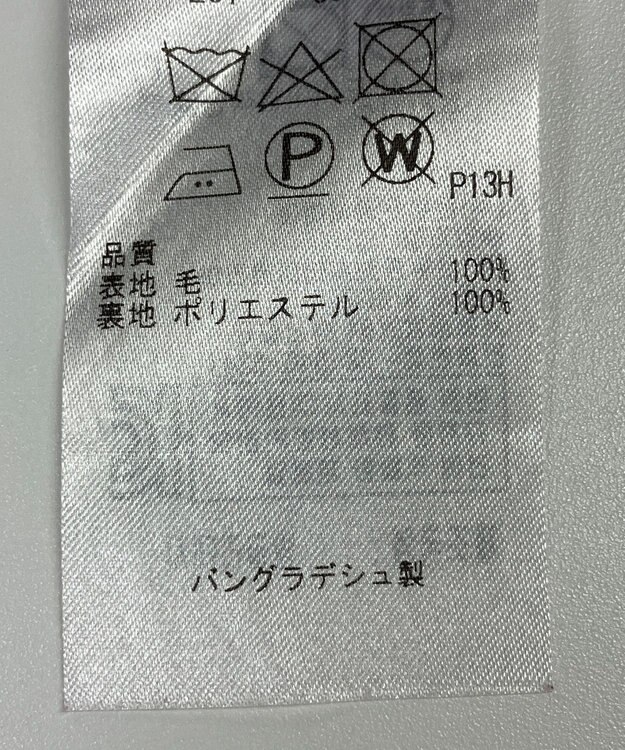 P
W
P13H
品質
表地 毛 100%
裏地 ポリエステル 100%
バングラデシュ製